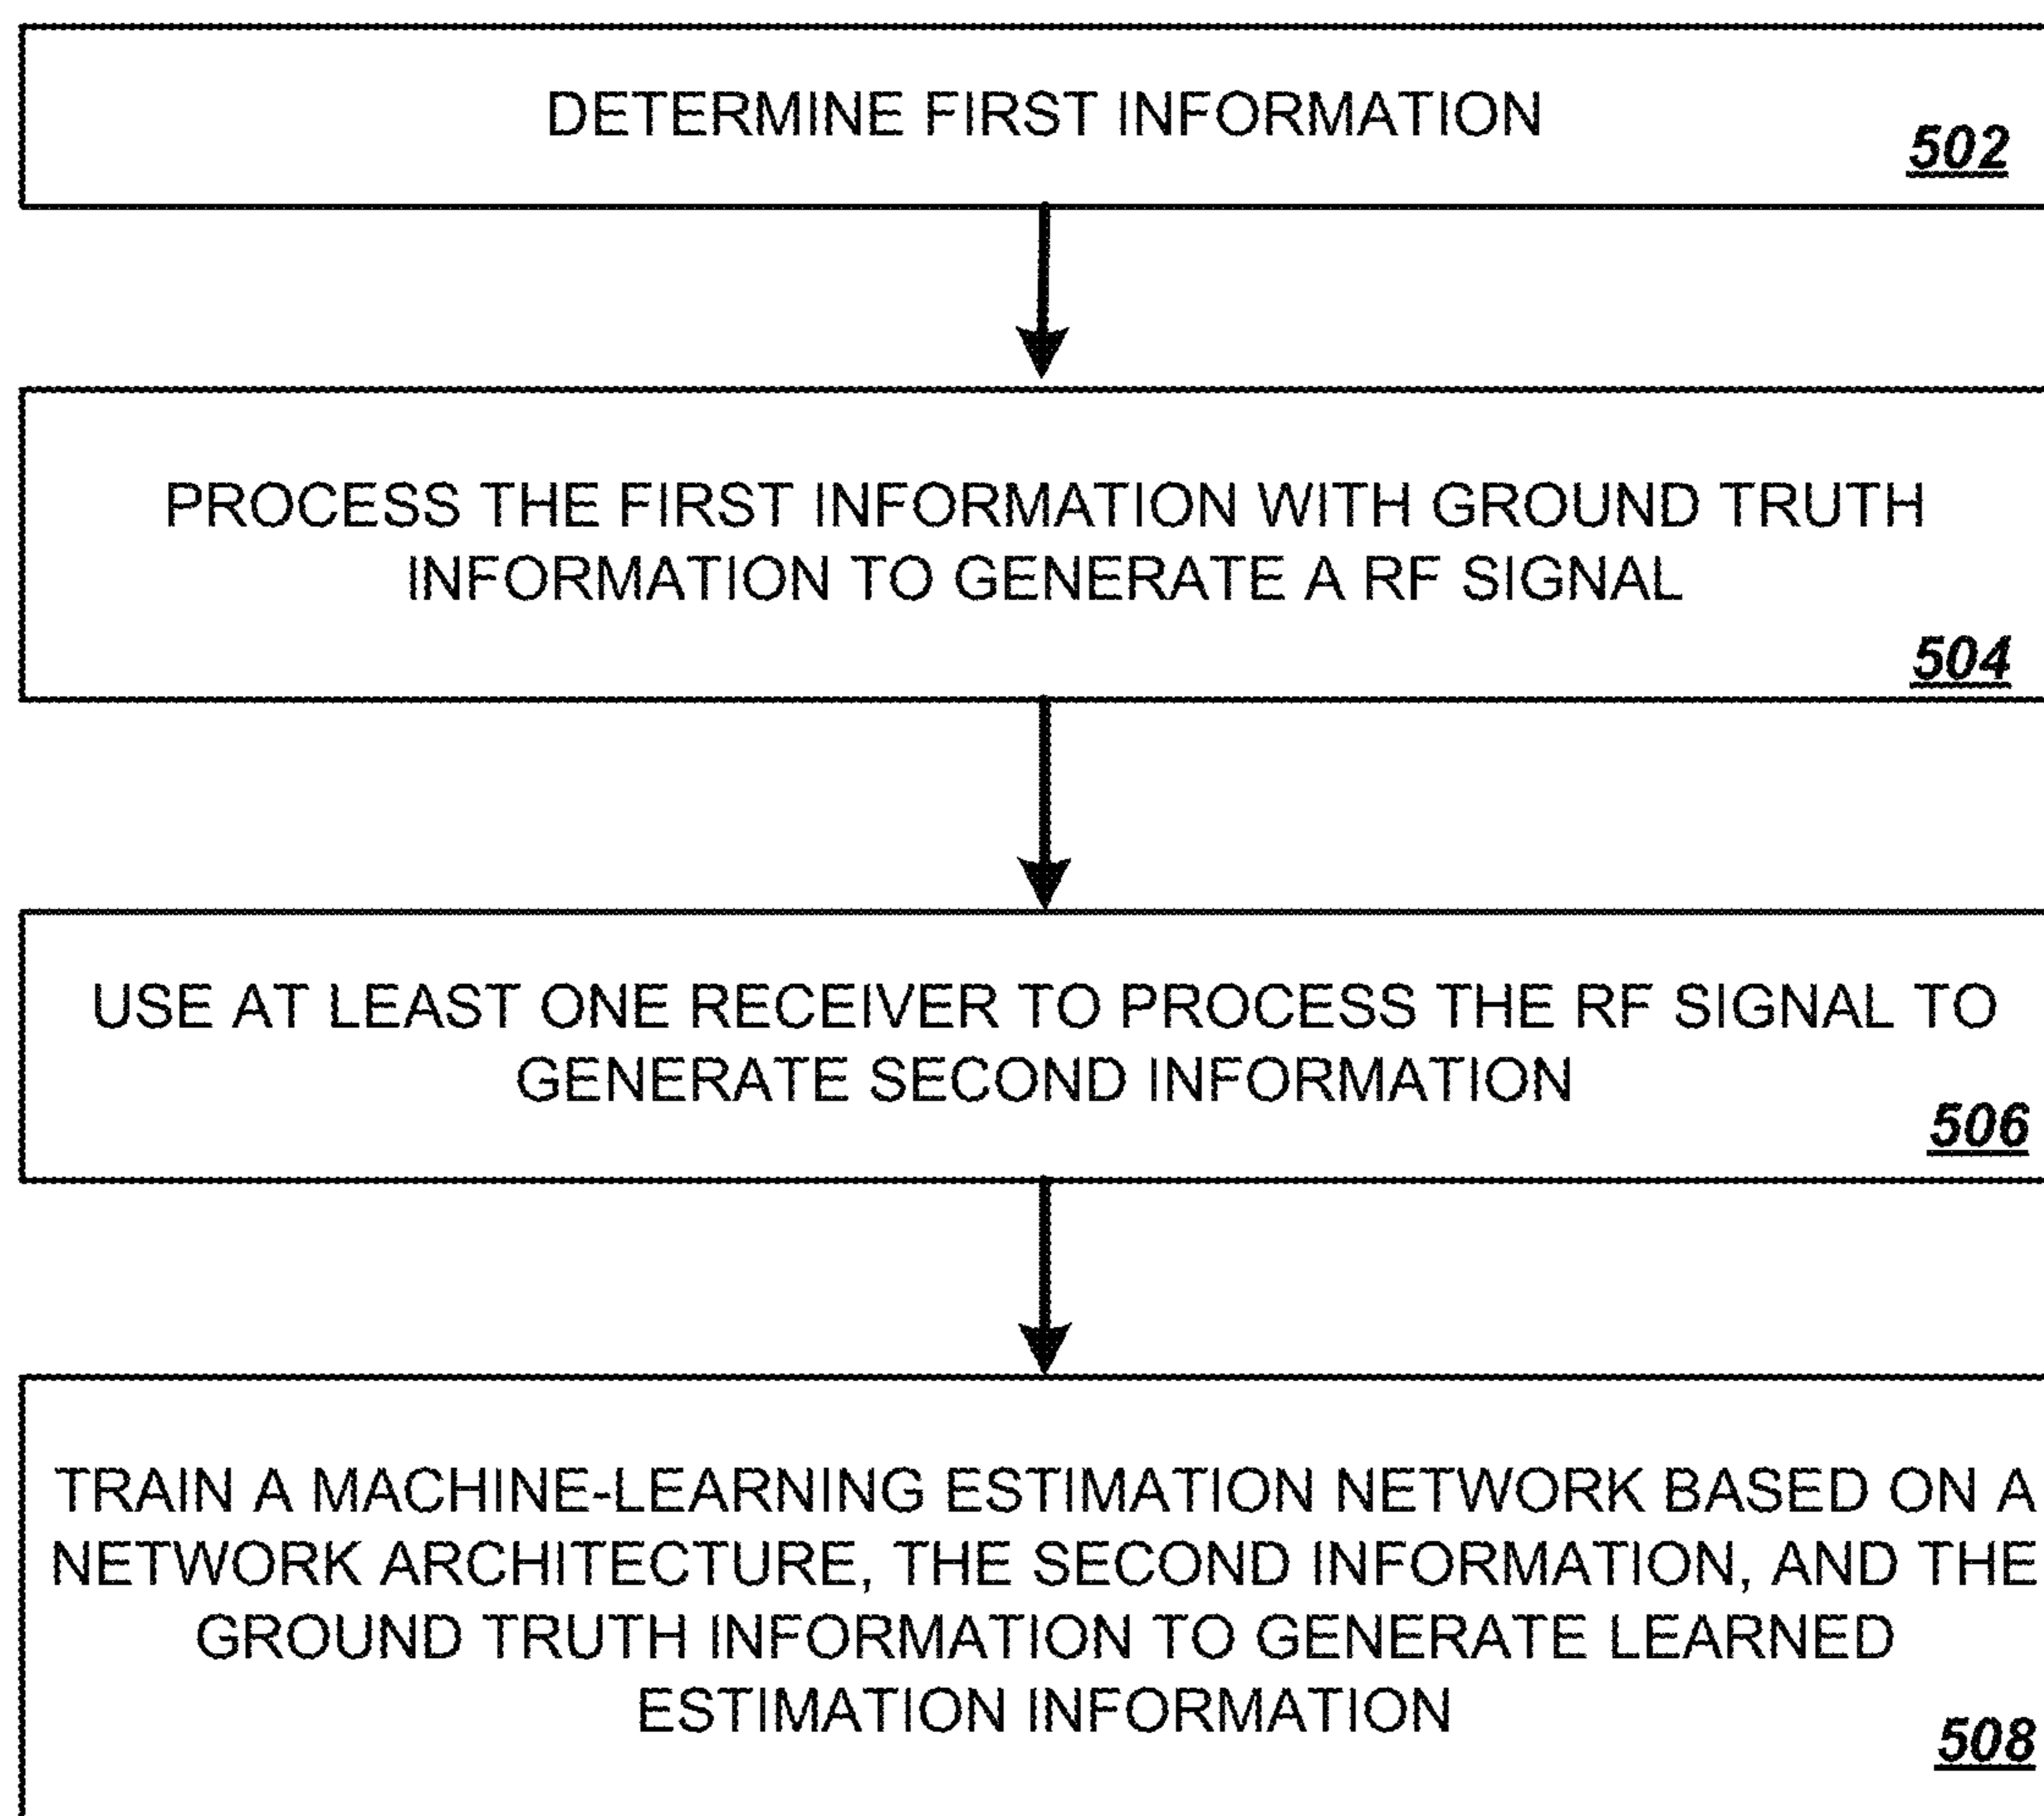 DETERMINE FIRST INFORMATION
502
PROCESS THE FIRST INFORMATION WITH GROUND TRUTH
INFORMATION TO GENERATE A RF SIGNAL
504
USE AT LEAST ONE RECEIVER TO PROCESS THE RF SIGNAL TO
GENERATE SECOND INFORMATION
506
TRAIN A MACHINE-LEARNING ESTIMATION NETWORK BASED ON A
NETWORK ARCHITECTURE, THE SECOND INFORMATION, AND THE
GROUND TRUTH INFORMATION TO GENERATE LEARNED
ESTIMATION INFORMATION
508